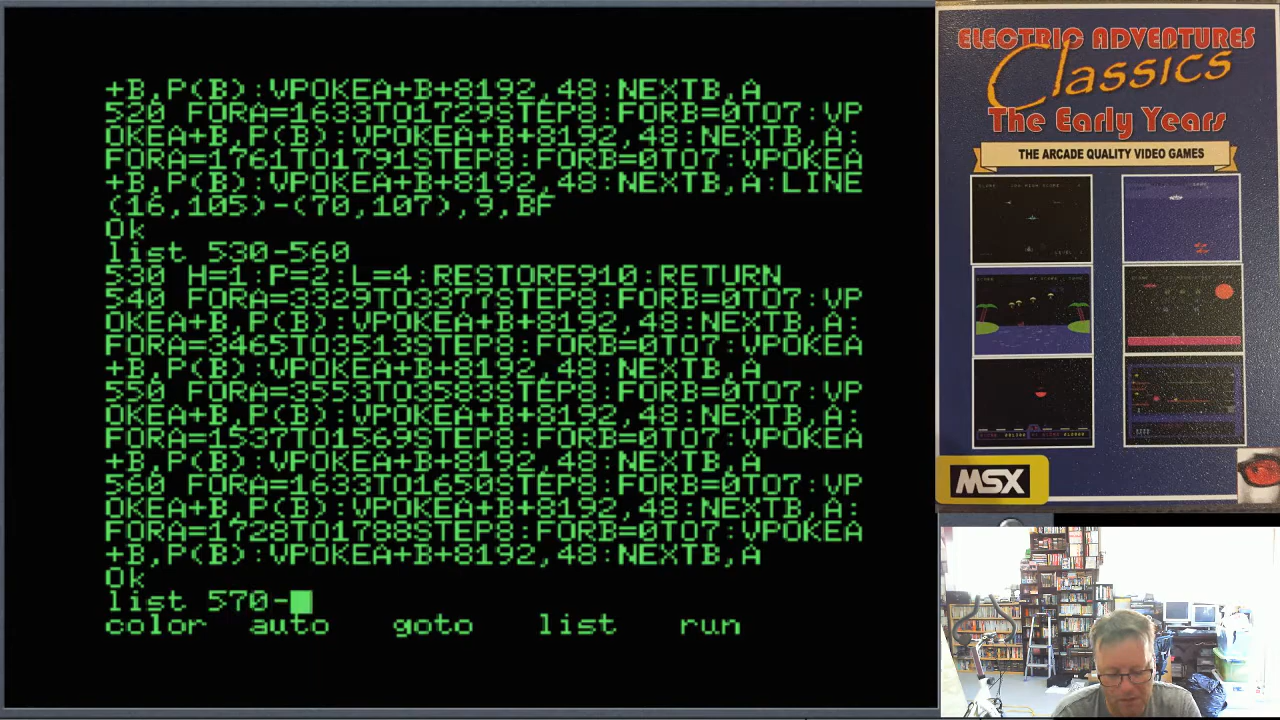 +B,P(B):VPOKEA+B+8192,48:NEXTB,A
520 FORA=1633TO1729STEP8:FORB=0TO7:VP
OKEA+B,P(B):VPOKEA+B+8192,48:NEXTB,A:
FORA=1761TO1791STEP8:FORB=0TO7:VPOKEA
+B,P(B):VPOKEA+B+8192,48:NEXTB,A:LINE
(16,105)-(70,107),9,BF
Ok
list 530-560
530 H=1:P=2:L=4:RESTORE910:RETURN
540 FORA=3329TO3377STEP8:FORB=0TO7:VP
OKEA+B,P(B):VPOKEA+B+8192,48:NEXTB,A:
FORA=3465TO3513STEP8:FORB=0TO7:VPOKEA
+B,P(B):VPOKEA+B+8192,48:NEXTB,A
550 FORA=3553TO3583STEP8:FORB=0TO7:VP
OKEA+B,P(B):VPOKEA+B+8192,48:NEXTB,A:
FORA=1537TO1569STEP8:FORB=0TO7:VPOKEA
+B,P(B):VPOKEA+B+8192,48:NEXTB,A
560 FORA=1633TO1650STEP8:FORB=0TO7:VP
OKEA+B,P(B):VPOKEA+B+8192,48:NEXTB,A:
FORA=1728TO1789STEP8:FORB=0TO7:VPOKEA
+B,P(B):VPOKEA+B+8192,48:NEXTB,A
Ok
list 570-
color auto goto list run
ELECTRIC ADVENTURES
Classics
The Early Years
THE ARCADE QUALITY VIDEO GAMES
MSX